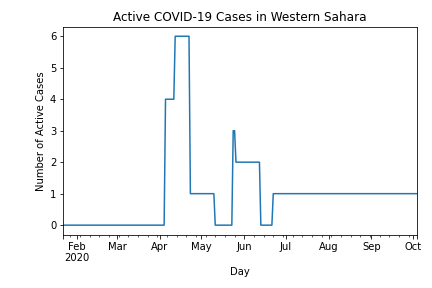 Active COVID-19 Cases in Western Sahara
Number of Active Cases
6
5
4
3
2
1
0
Feb Mar Apr May Jun Jul Aug Sep Oct
2020
Day